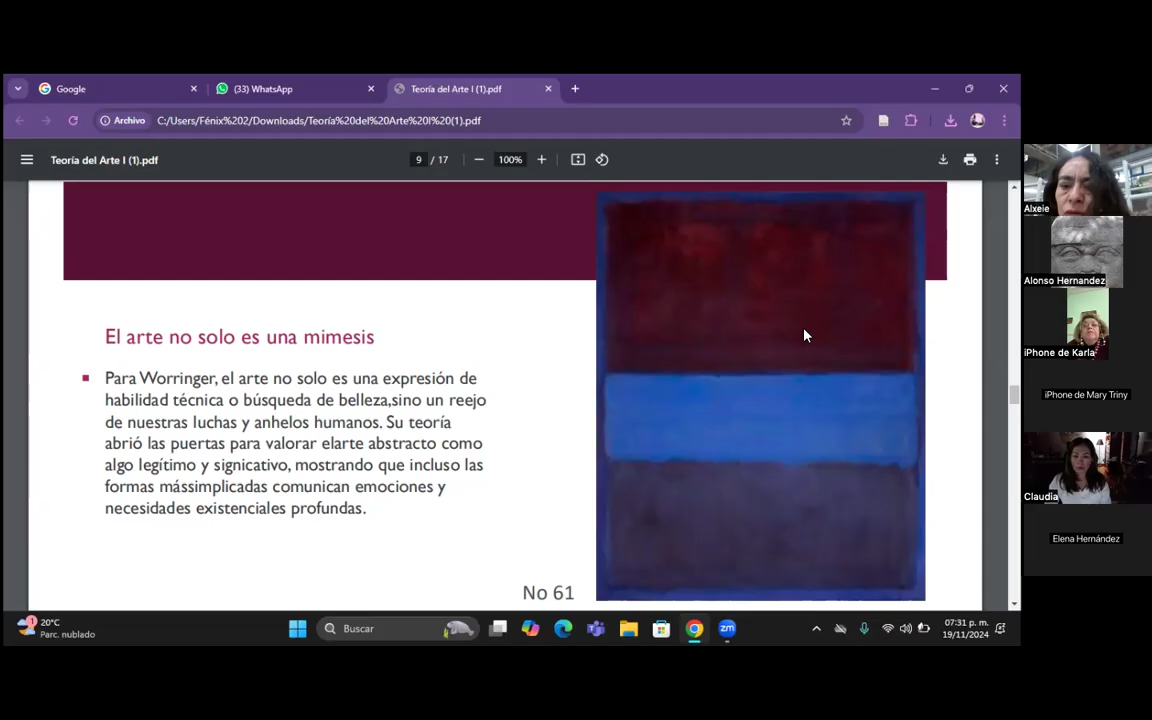 Google
(33) WhatsApp
Teoría del Arte I (1).pdf
Archivo
C:/Users/Fénix%202/Downloads/Teoría%20del%20Arte%20I%20(1).pdf
Teoría del Arte I (1).pdf
9 / 17
100%
El arte no solo es una mimesis
Para Worringer, el arte no solo es una expresión de
habilidad técnica o búsqueda de belleza,sino un reejo
de nuestras luchas y anhelos humanos. Su teoría
abrió las puertas para valorar elarte abstracto como
algo legítimo y signicativo, mostrando que incluso las
formas mássimplicadas comunican emociones y
necesidades existenciales profundas.
No 61
Alxeie
Alonso Hernandez
iPhone de Karla
iPhone de Mary Triny
Claudia
Elena Hernández
1
20°C
Parc. nublado
Buscar
zm
07:31 p. m.
19/11/2024